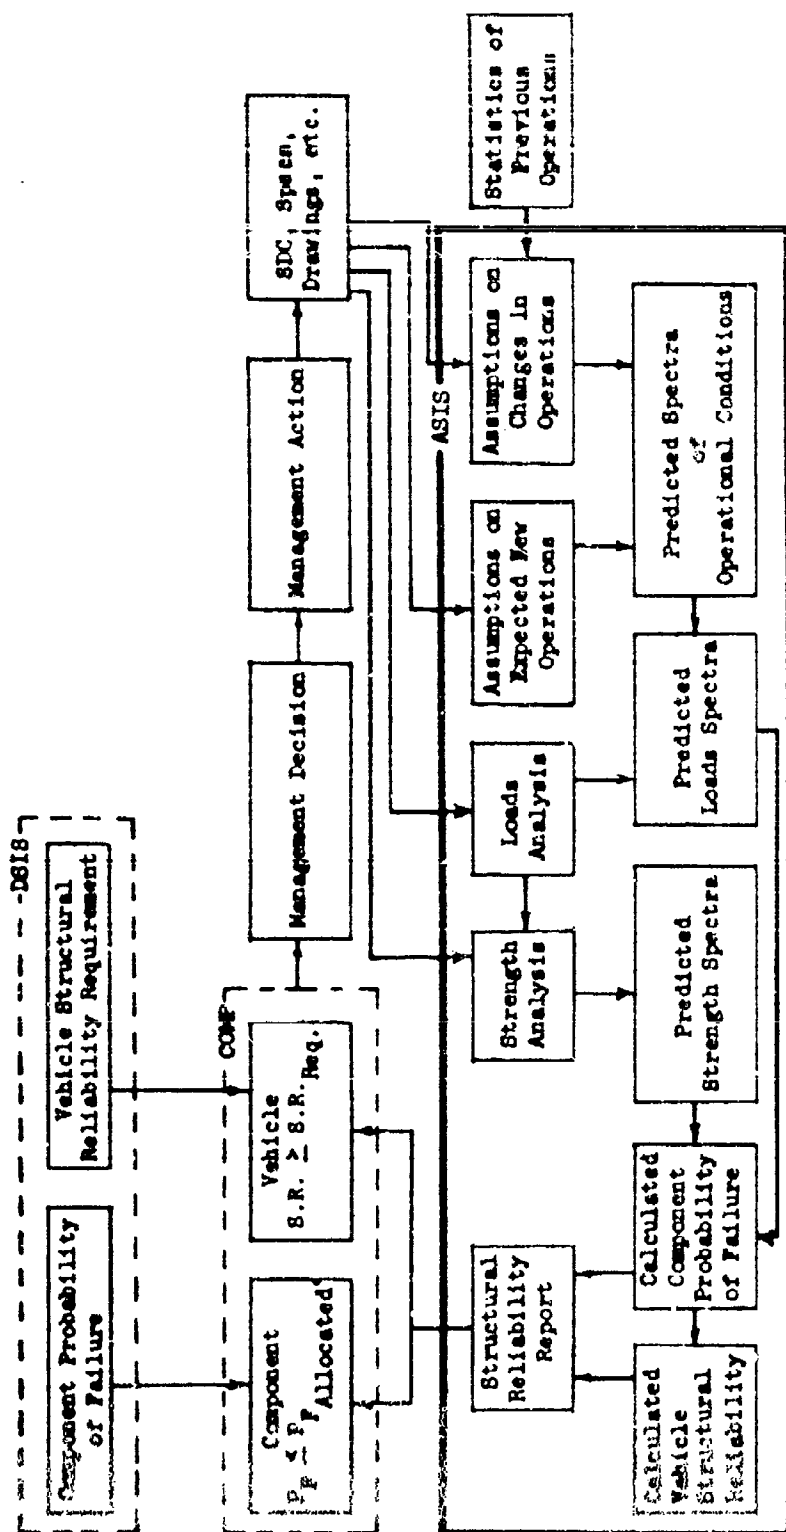 DSIS
Component Probability
of Failure
Vehicle Structural
Reliability Requirement
COMP
Component
P_F ≤ P_F Allocated
Vehicle
S.R. ≥ S.R. Req.
Management Decision
Management Action
SDC, Specs,
Drawings, etc.
ASIS
Structural
Reliability
Report
Strength
Analysis
Loads
Analysis
Assumptions on
Expected New
Operations
Assumptions on
Changes in
Operations
Statistics of
Previous
Operations
Calculated
Vehicle
Structural
Reliability
Calculated
Component
Probability
of Failure
Predicted
Strength Spectra
Predicted
Loads Spectra
Predicted Spectra
of
Operational Conditions